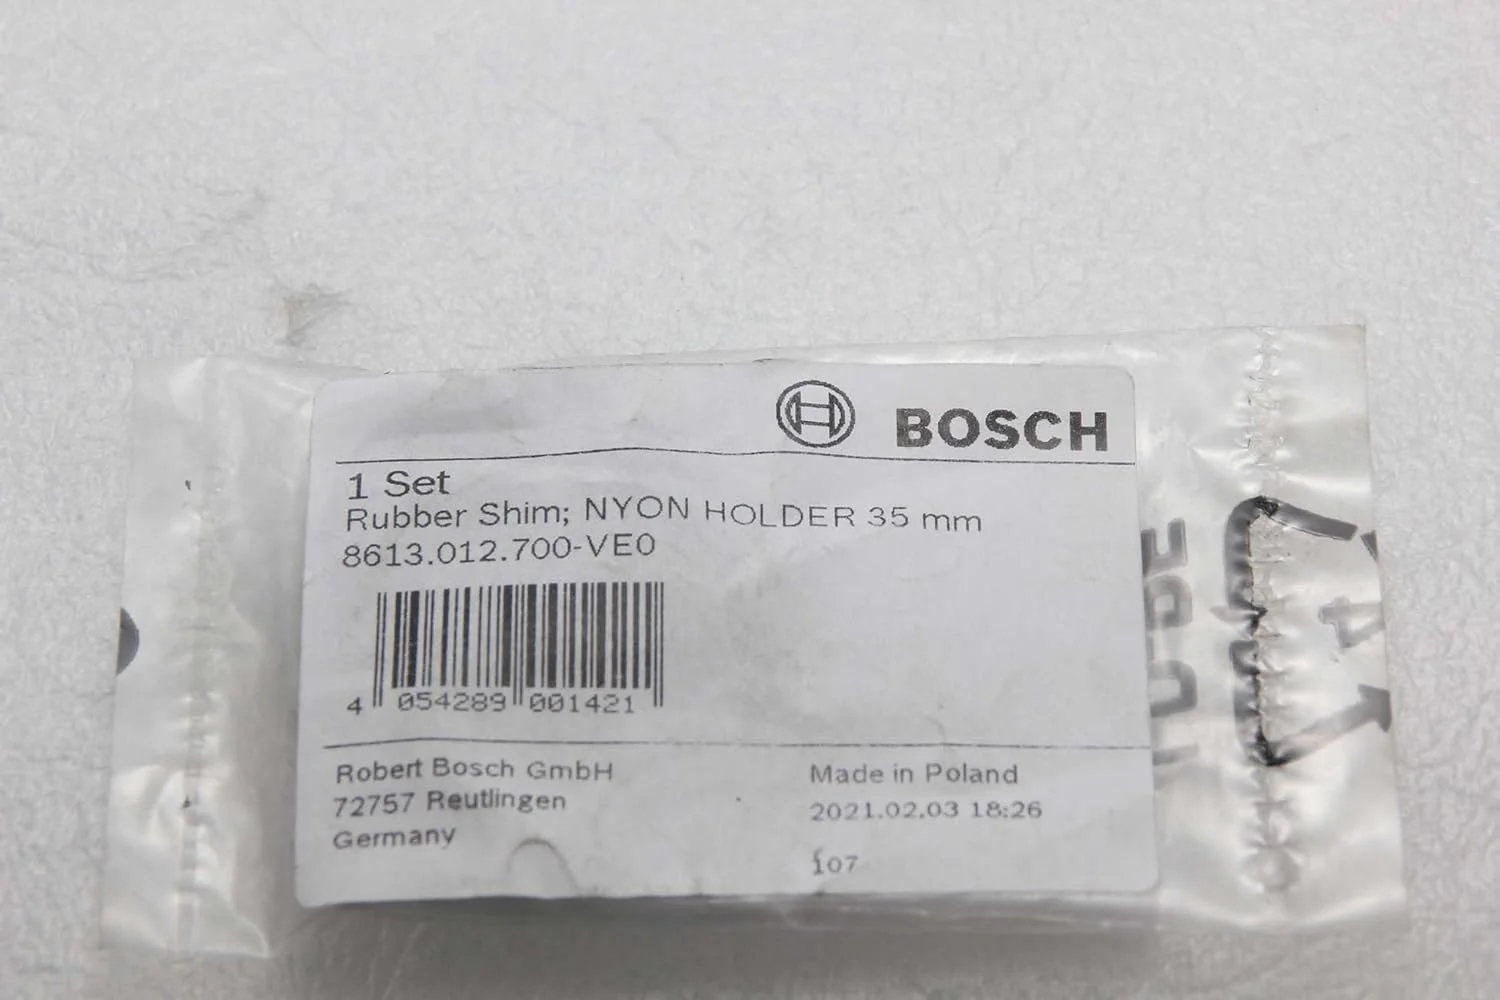 BOSCH
1 Set
Rubber Shim; NYON HOLDER 35 mm
8613.012.700-VE0
4 054289 001421
Robert Bosch GmbH
72757 Reutlingen
Germany
Made in Poland
2021.02.03 18:26
107
4